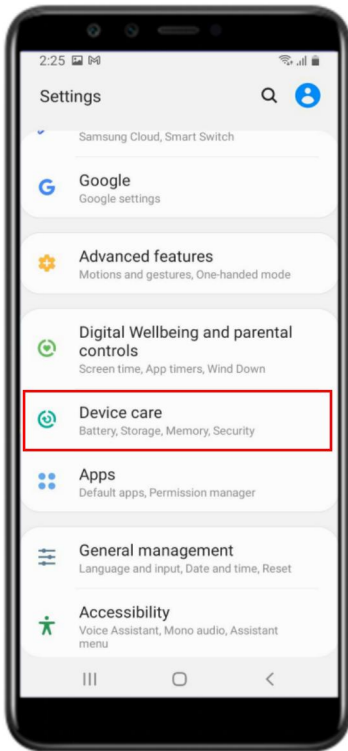 2:25
Settings
Samsung Cloud, Smart Switch
Google
Google settings
Advanced features
Motions and gestures, One-handed mode
Digital Wellbeing and parental
controls
Screen time, App timers, Wind Down
Device care
Battery, Storage, Memory, Security
Apps
Default apps, Permission manager
General management
Language and input, Date and time, Reset
Accessibility
Voice Assistant, Mono audio, Assistant
menu